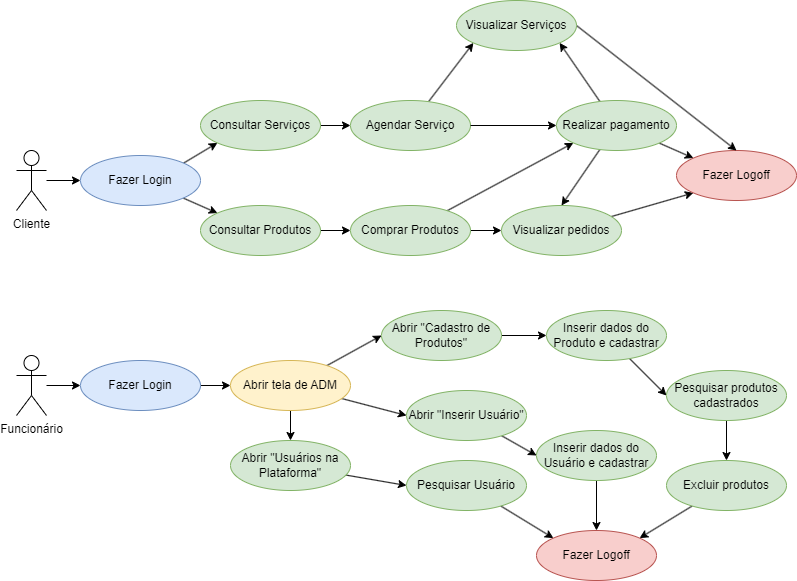 Visualizar Serviços
Consultar Serviços
Agendar Serviço
Realizar pagamento
Fazer Login
Fazer Logoff
Cliente
Consultar Produtos
Comprar Produtos
Visualizar pedidos
Abrir "Cadastro de
Produtos"
Inserir dados do
Produto e cadastrar
Fazer Login
Abrir tela de ADM
Pesquisar produtos
cadastrados
Funcionário
Abrir "Inserir Usuário"
Abrir "Usuários na
Plataforma"
Inserir dados do
Usuário e cadastrar
Pesquisar Usuário
Excluir produtos
Fazer Logoff